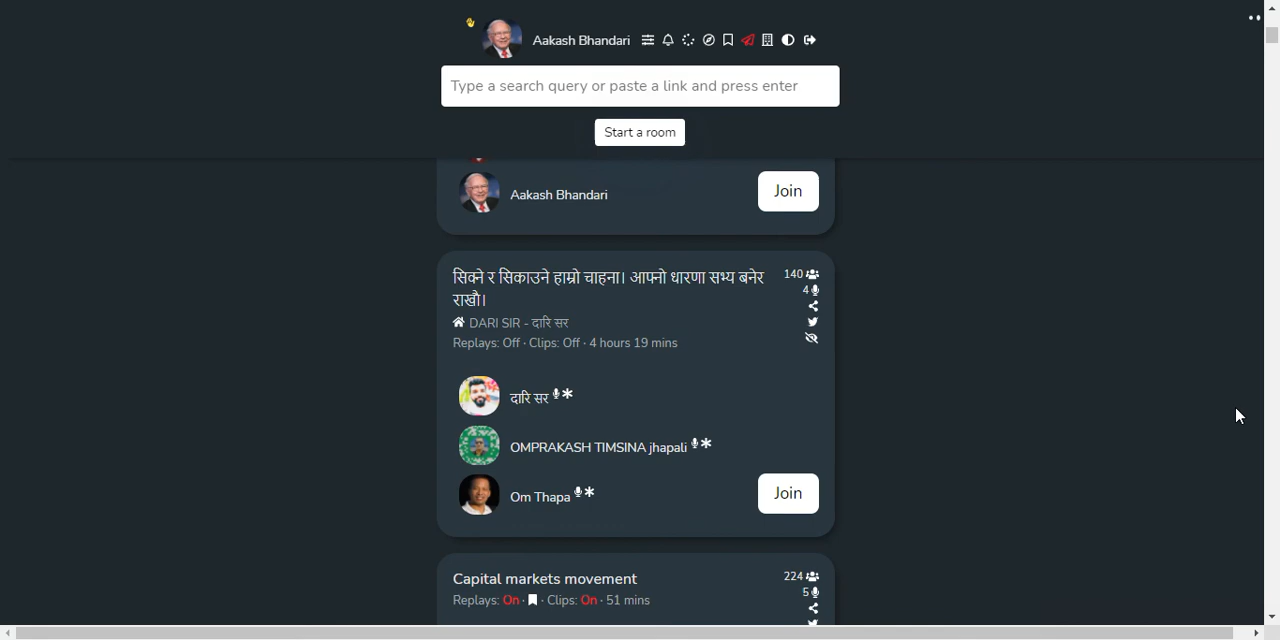 Aakash Bhandari
Type a search query or paste a link and press enter
Start a room
Aakash Bhandari
Join
सिक्ने र सिकाउने हाम्रो चाहना। आफ्नो धारणा सभ्य बनेर
राखौ।
140
4
DARI SIR - दारि सर
Replays: Off · Clips: Off · 4 hours 19 mins
दारि सर
OMPRAKASH TIMSINA jhapali
Om Thapa
Join
Capital markets movement
224
Replays: On · Clips: On · 51 mins
5